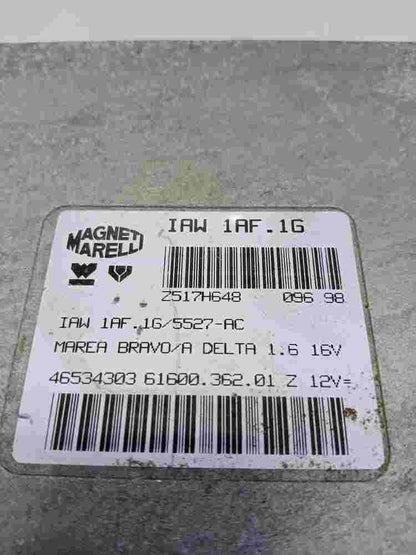 MAGNETI
MARELLI
IAW 1AF.1G
Z517H648 096 98
IAW 1AF.16/5527-AC
MAREA BRAVO/A DELTA 1.6 16V
46534303 61600.362.01 Z 12V=